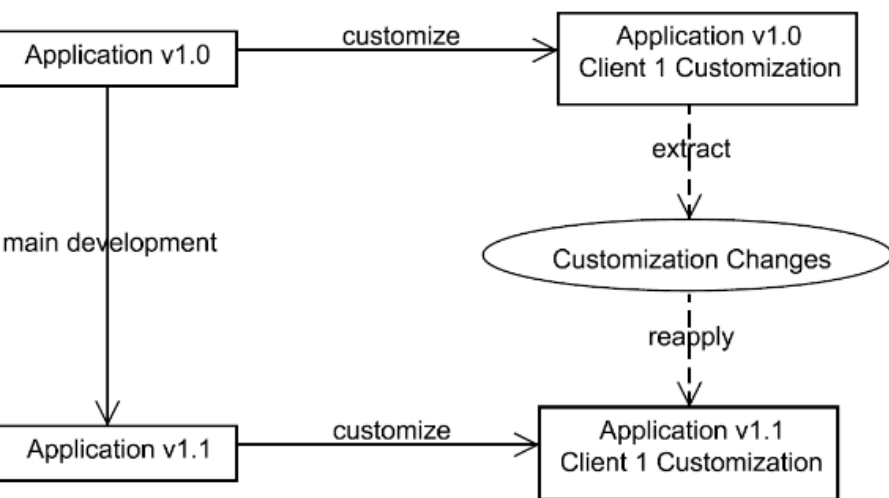 Application v1.0
customize
Application v1.0
Client 1 Customization
extract
main development
Customization Changes
reapply
Application v1.1
customize
Application v1.1
Client 1 Customization